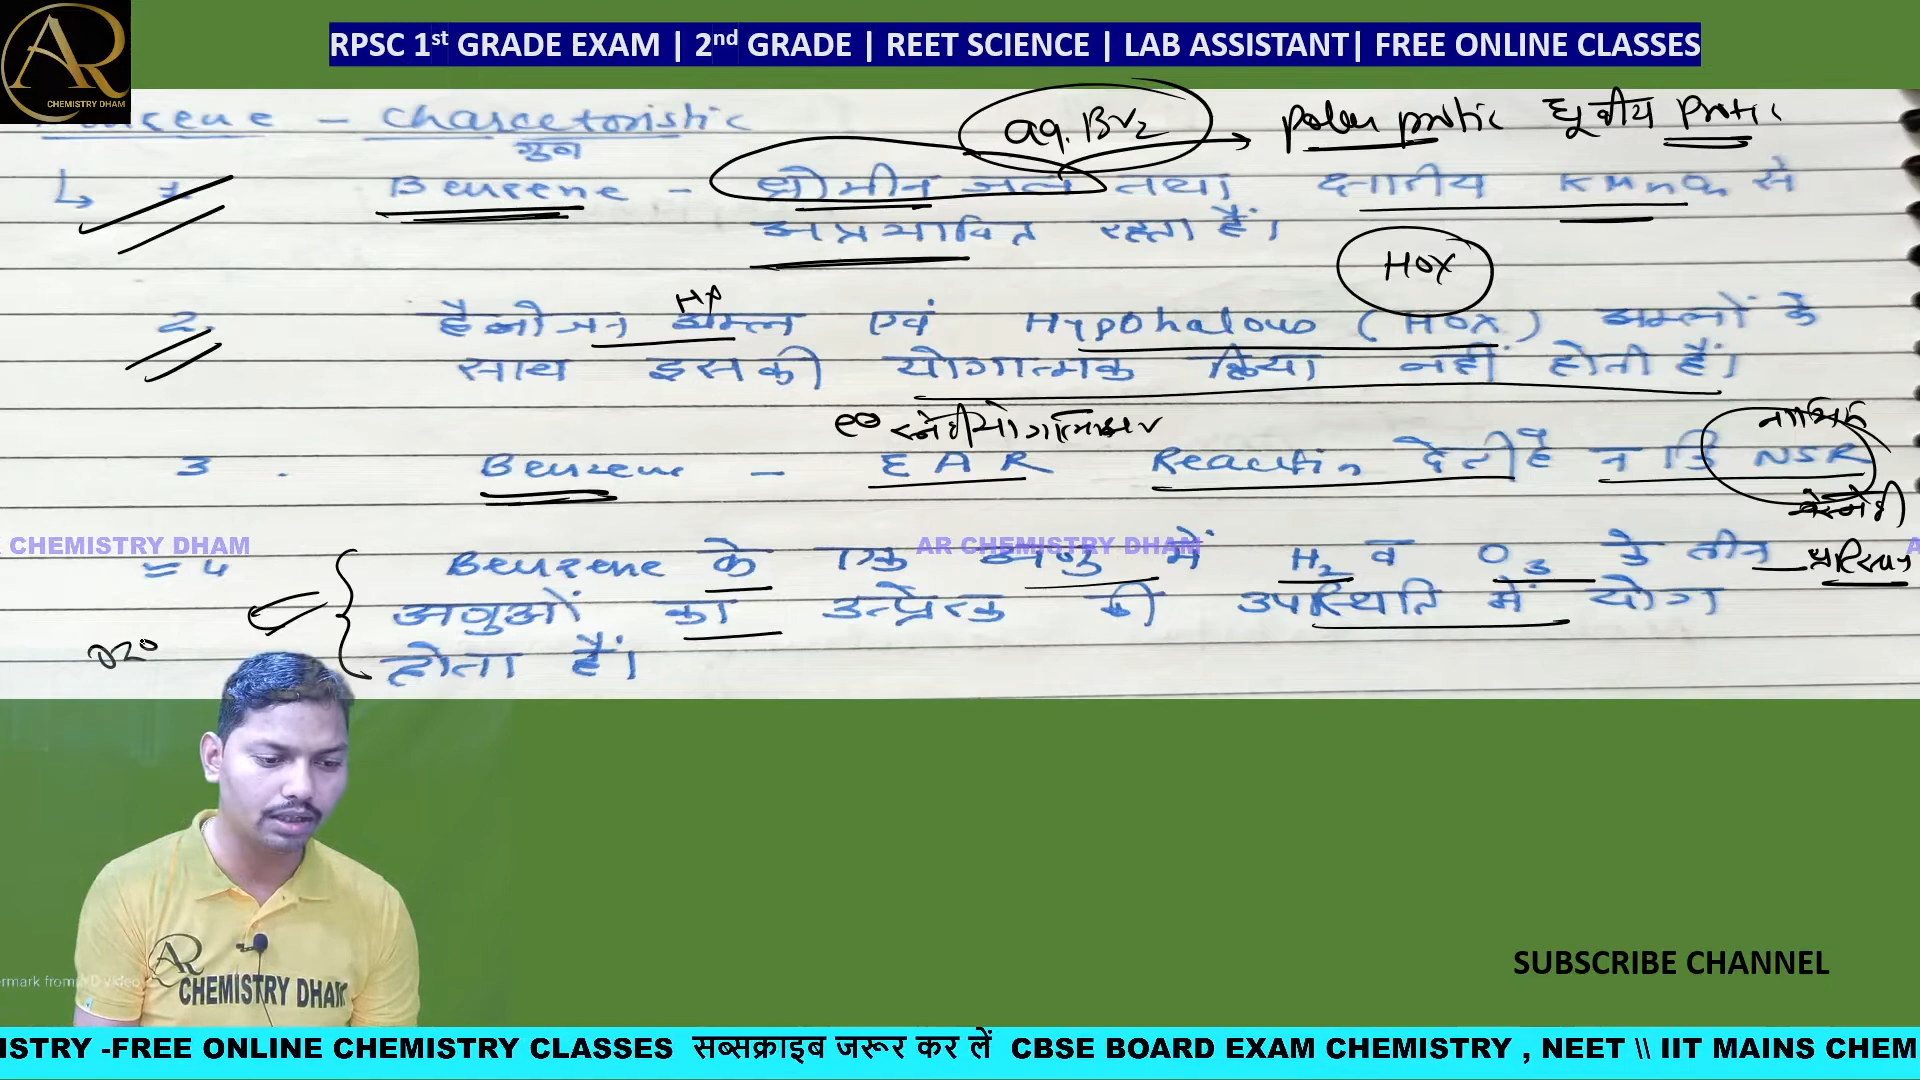 RPSC 1st GRADE EXAM | 2nd GRADE | REET SCIENCE | LAB ASSISTANT| FREE ONLINE CLASSES
AR
CHEMISTRY DHAM
Charcetoristic
गुण
aq. Br2 → polar protic ध्रुवीय Protic
Benzene - ब्रोमीन जल तथा क्षारीय KMnO4 से
अप्रभावित रहता हैं।
HOX
HX
2. हैलोजन अम्ल एवं Hypohalous (HOX) अम्लों के
साथ इसकी योगात्मक क्रिया नहीं होती हैं।
नाभिक
3. Benzene - EAR Reaction देती है न कि NSR
स्नेही
CHEMISTRY DHAM
AR CHEMISTRY DHAM
4 Benzene के एक अणु में H2 व O3 के तीन
अणुओं का उत्प्रेरक की उपस्थिति में योग
होता हैं।
AR
CHEMISTRY DHAM
SUBSCRIBE CHANNEL
ISTRY -FREE ONLINE CHEMISTRY CLASSES सब्सक्राइब जरूर कर लें CBSE BOARD EXAM CHEMISTRY , NEET \\ IIT MAINS CHEM